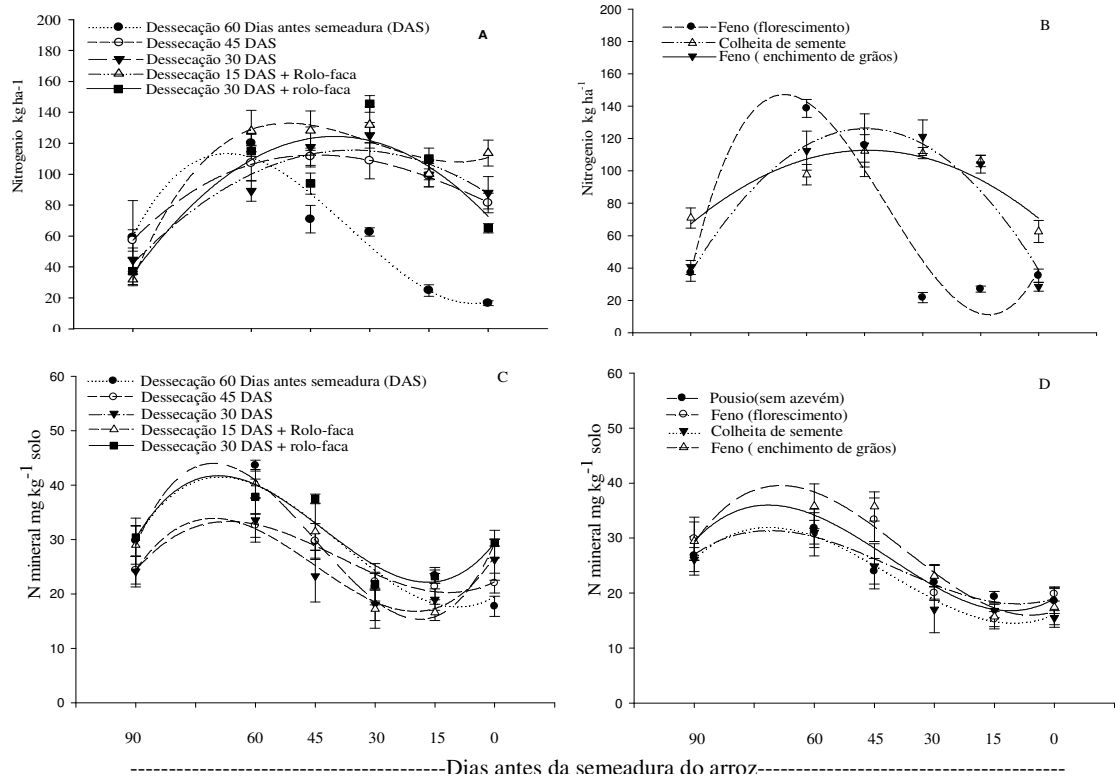 A
Dessecação 60 Dias antes semeadura (DAS)
Dessecação 45 DAS
Dessecação 30 DAS
Dessecação 15 DAS + Rolo-faca
Dessecação 30 DAS + rolo-faca
Nitrogenio kg ha-1
200
180
160
140
120
100
80
60
40
20
0
B
Feno (florescimento)
Colheita de semente
Feno ( enchimento de grãos)
Nitrogenio kg ha-1
200
180
160
140
120
100
80
60
40
20
0
C
Dessecação 60 Dias antes semeadura (DAS)
Dessecação 45 DAS
Dessecação 30 DAS
Dessecação 15 DAS + Rolo-faca
Dessecação 30 DAS + rolo-faca
N mineral mg kg-1 solo
60
50
40
30
20
10
0
90 60 45 30 15 0
D
Pousio(sem azevém)
Feno (florescimento)
Colheita de semente
Feno ( enchimento de grãos)
N mineral mg kg-1 solo
60
50
40
30
20
10
0
90 60 45 30 15 0
Dias antes da semeadura do arroz